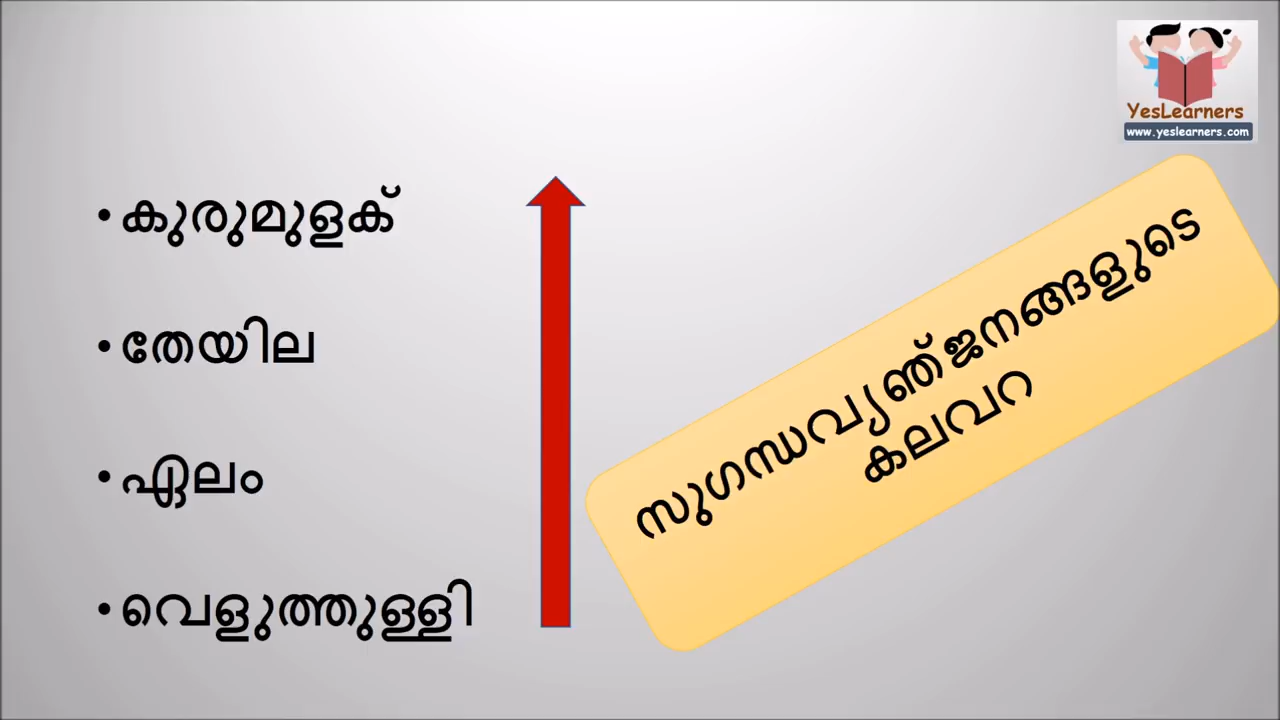 YesLearners
www.yeslearners.com
• കുരുമുളക്
• തേയില
• ഏലം
• വെളുത്തുള്ളി
സുഗന്ധവ്യഞ്ജനങ്ങളുടെ
കലവറ